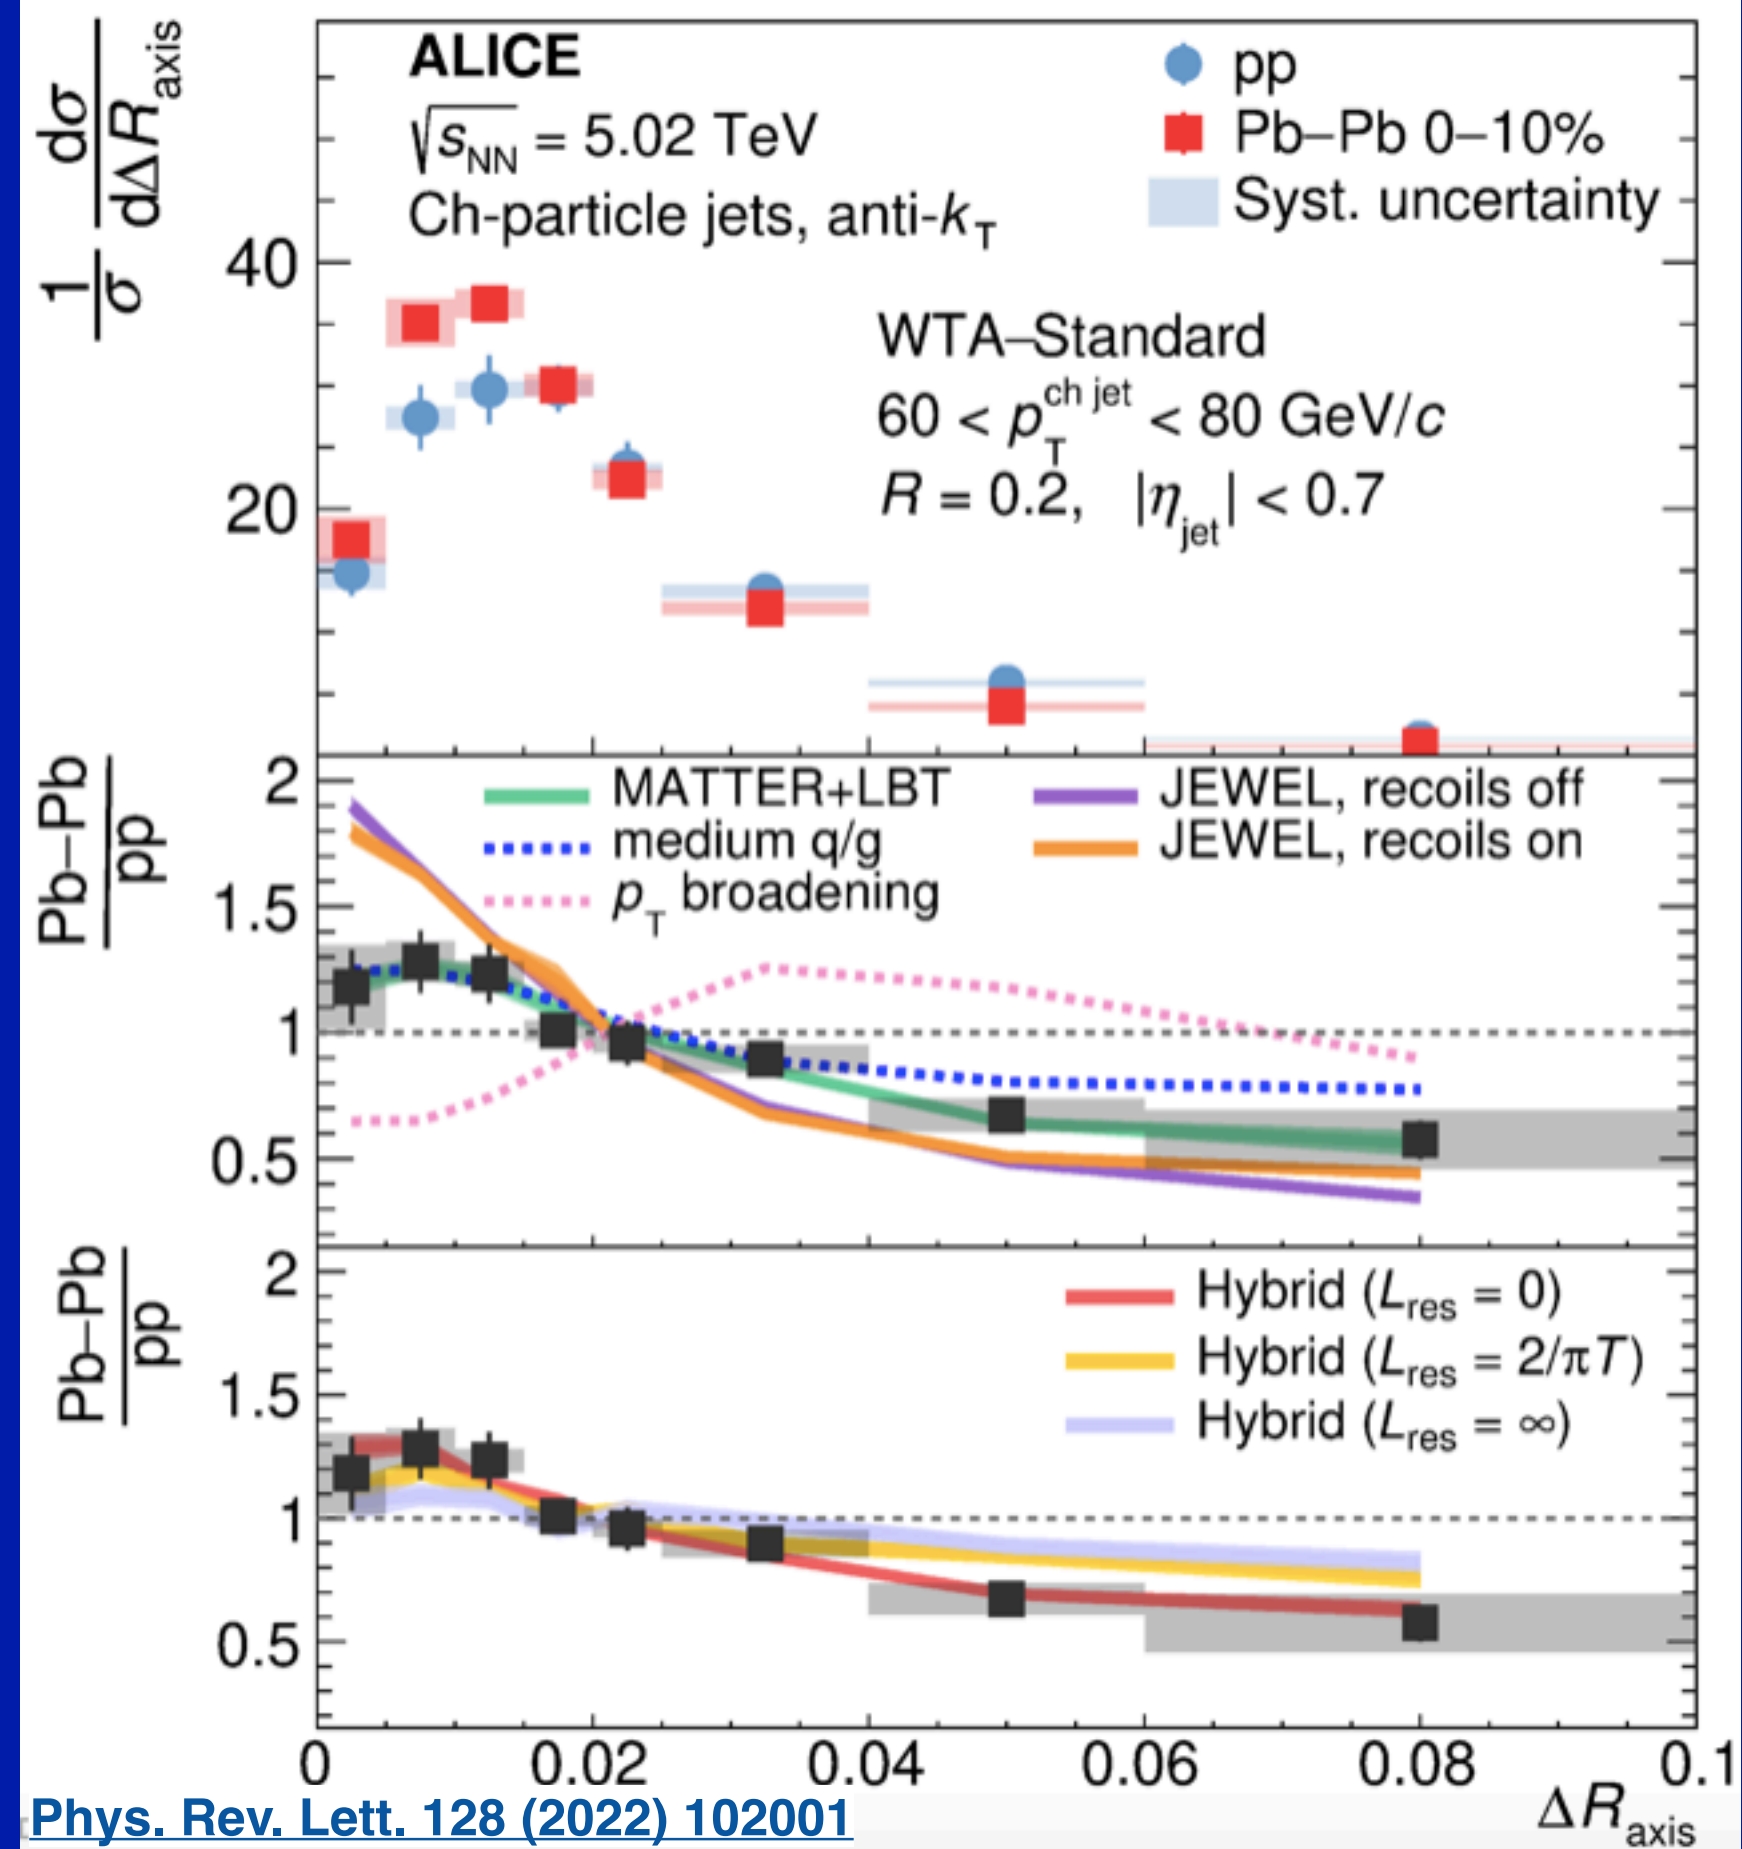 1/σ dσ/dΔR_axis
ALICE
√s_NN = 5.02 TeV
Ch-particle jets, anti-k_T
pp
Pb–Pb 0–10%
Syst. uncertainty
WTA–Standard
60 < p_T^ch jet < 80 GeV/c
R = 0.2, |η_jet| < 0.7
40
20
Pb–Pb/pp
MATTER+LBT
medium q/g
p_T broadening
JEWEL, recoils off
JEWEL, recoils on
2
1.5
1
0.5
Pb–Pb/pp
Hybrid (L_res = 0)
Hybrid (L_res = 2/πT)
Hybrid (L_res = ∞)
2
1.5
1
0.5
0 0.02 0.04 0.06 0.08 0.1
ΔR_axis
Phys. Rev. Lett. 128 (2022) 102001